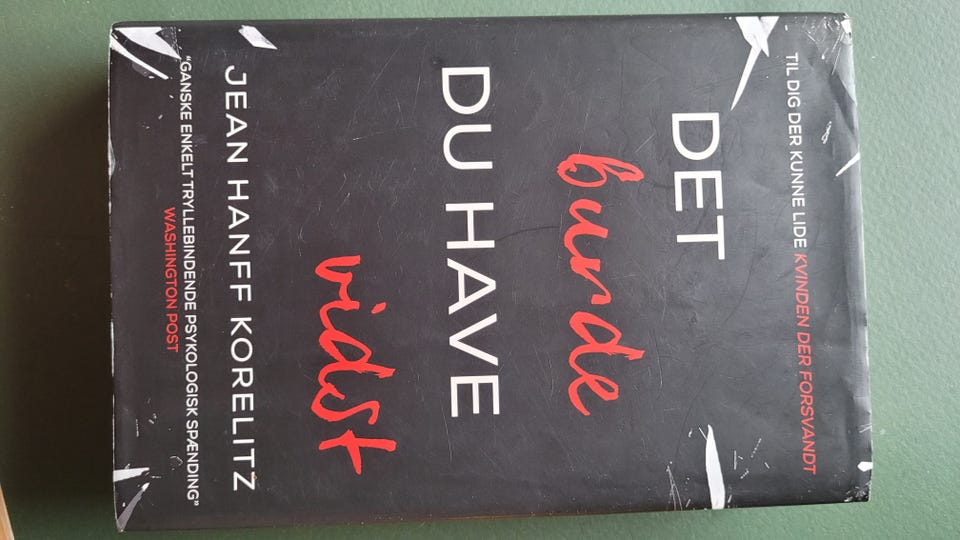 TIL DIG DER KUNNE LIDE KVINDEN DER FORSVANDT
DET
bunde
DU HAVE
vidst
JEAN HANFF KORELITZ
"GANSKE ENKELT TRYLLEBINDENDE PSYKOLOGISK SPÆNDING"
WASHINGTON POST